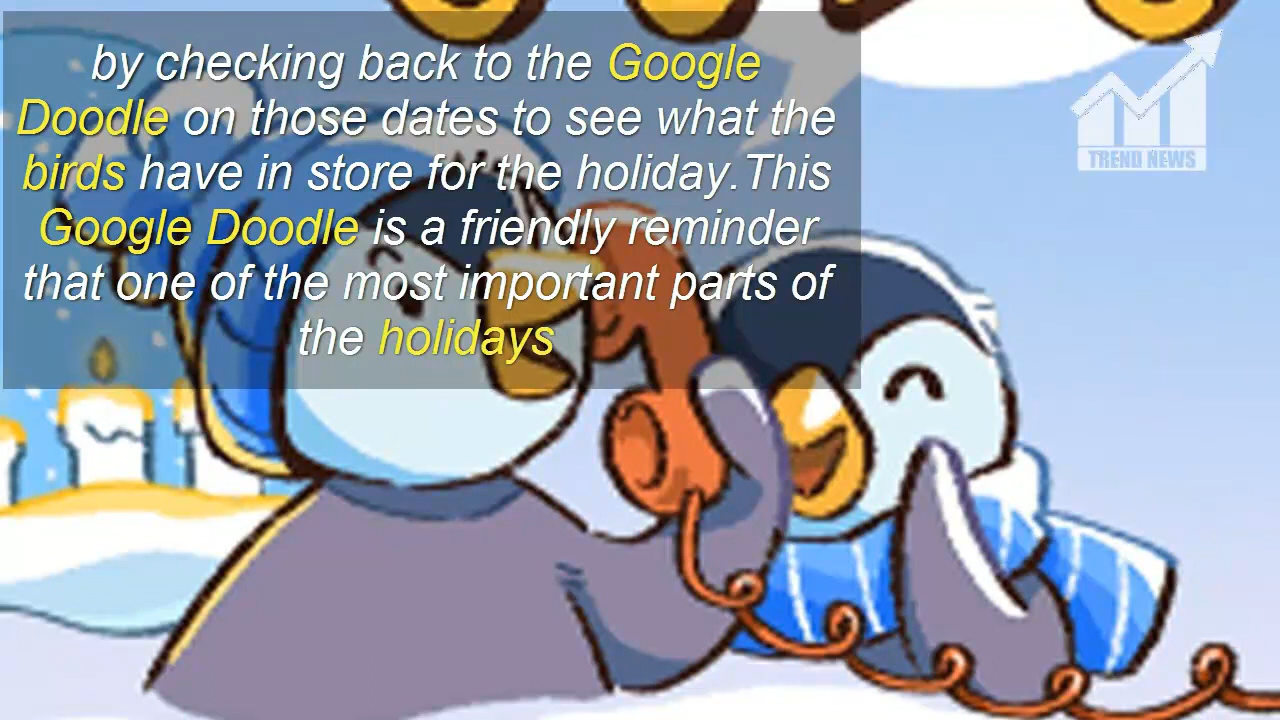 by checking back to the Google
Doodle on those dates to see what the
birds have in store for the holiday.This
Google Doodle is a friendly reminder
that one of the most important parts of
the holidays
TREND NEWS